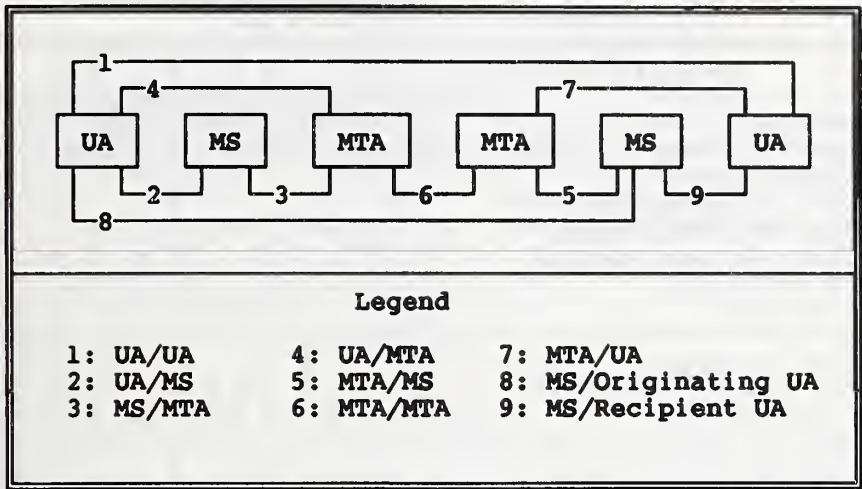 1
4 7
UA MS MTA MTA MS UA
2 3 6 5 9
8
Legend
1: UA/UA 4: UA/MTA 7: MTA/UA
2: UA/MS 5: MTA/MS 8: MS/Originating UA
3: MS/MTA 6: MTA/MTA 9: MS/Recipient UA